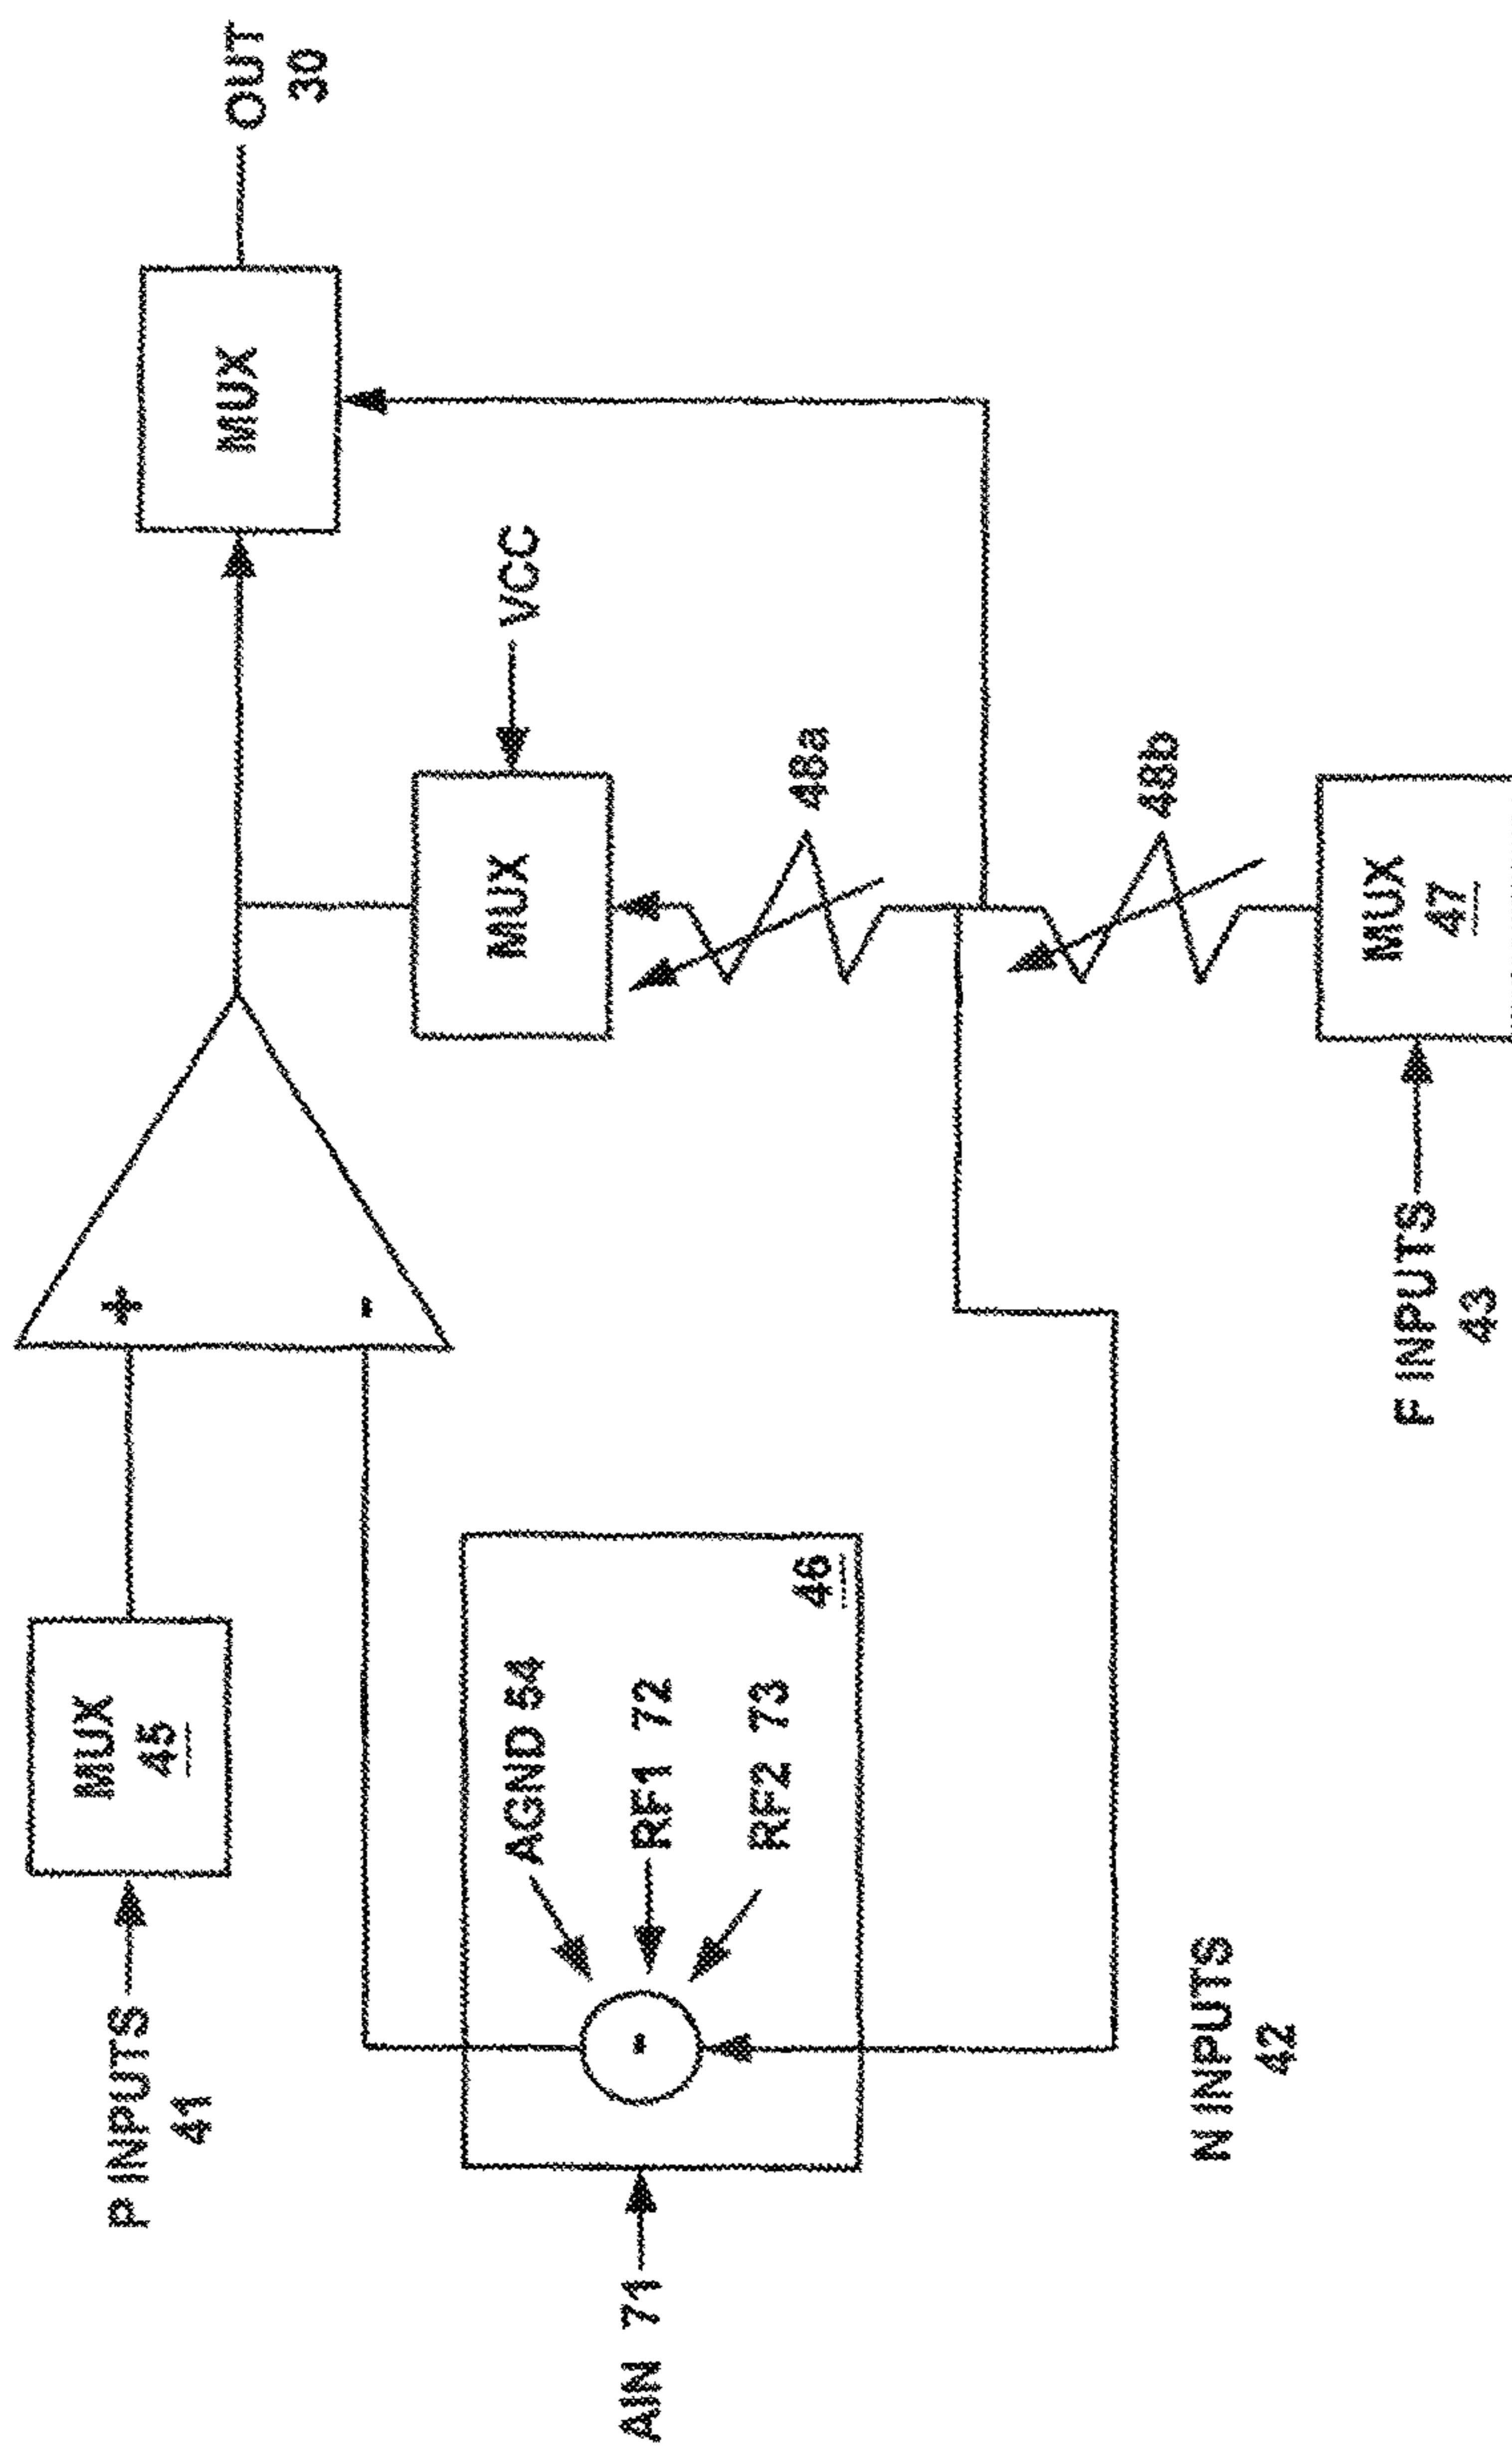 P INPUTS
41
MUX
45
+
-
MUX
OUT
30
AIN 71
AGND 54
RF1 72
RF2 73
46
MUX
VCC
48a
48b
N INPUTS
42
F INPUTS
43
MUX
47